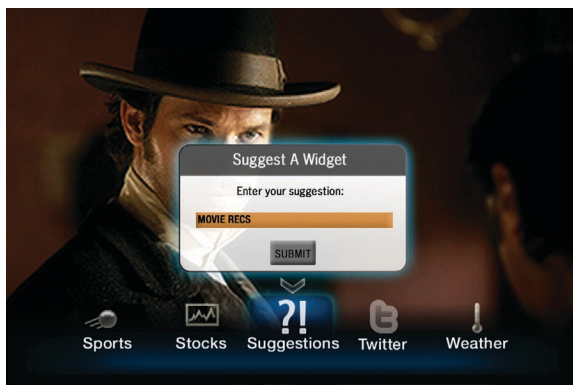 Suggest A Widget
Enter your suggestion:
MOVIE RECS
SUBMIT
?!
Sports Stocks Suggestions Twitter Weather